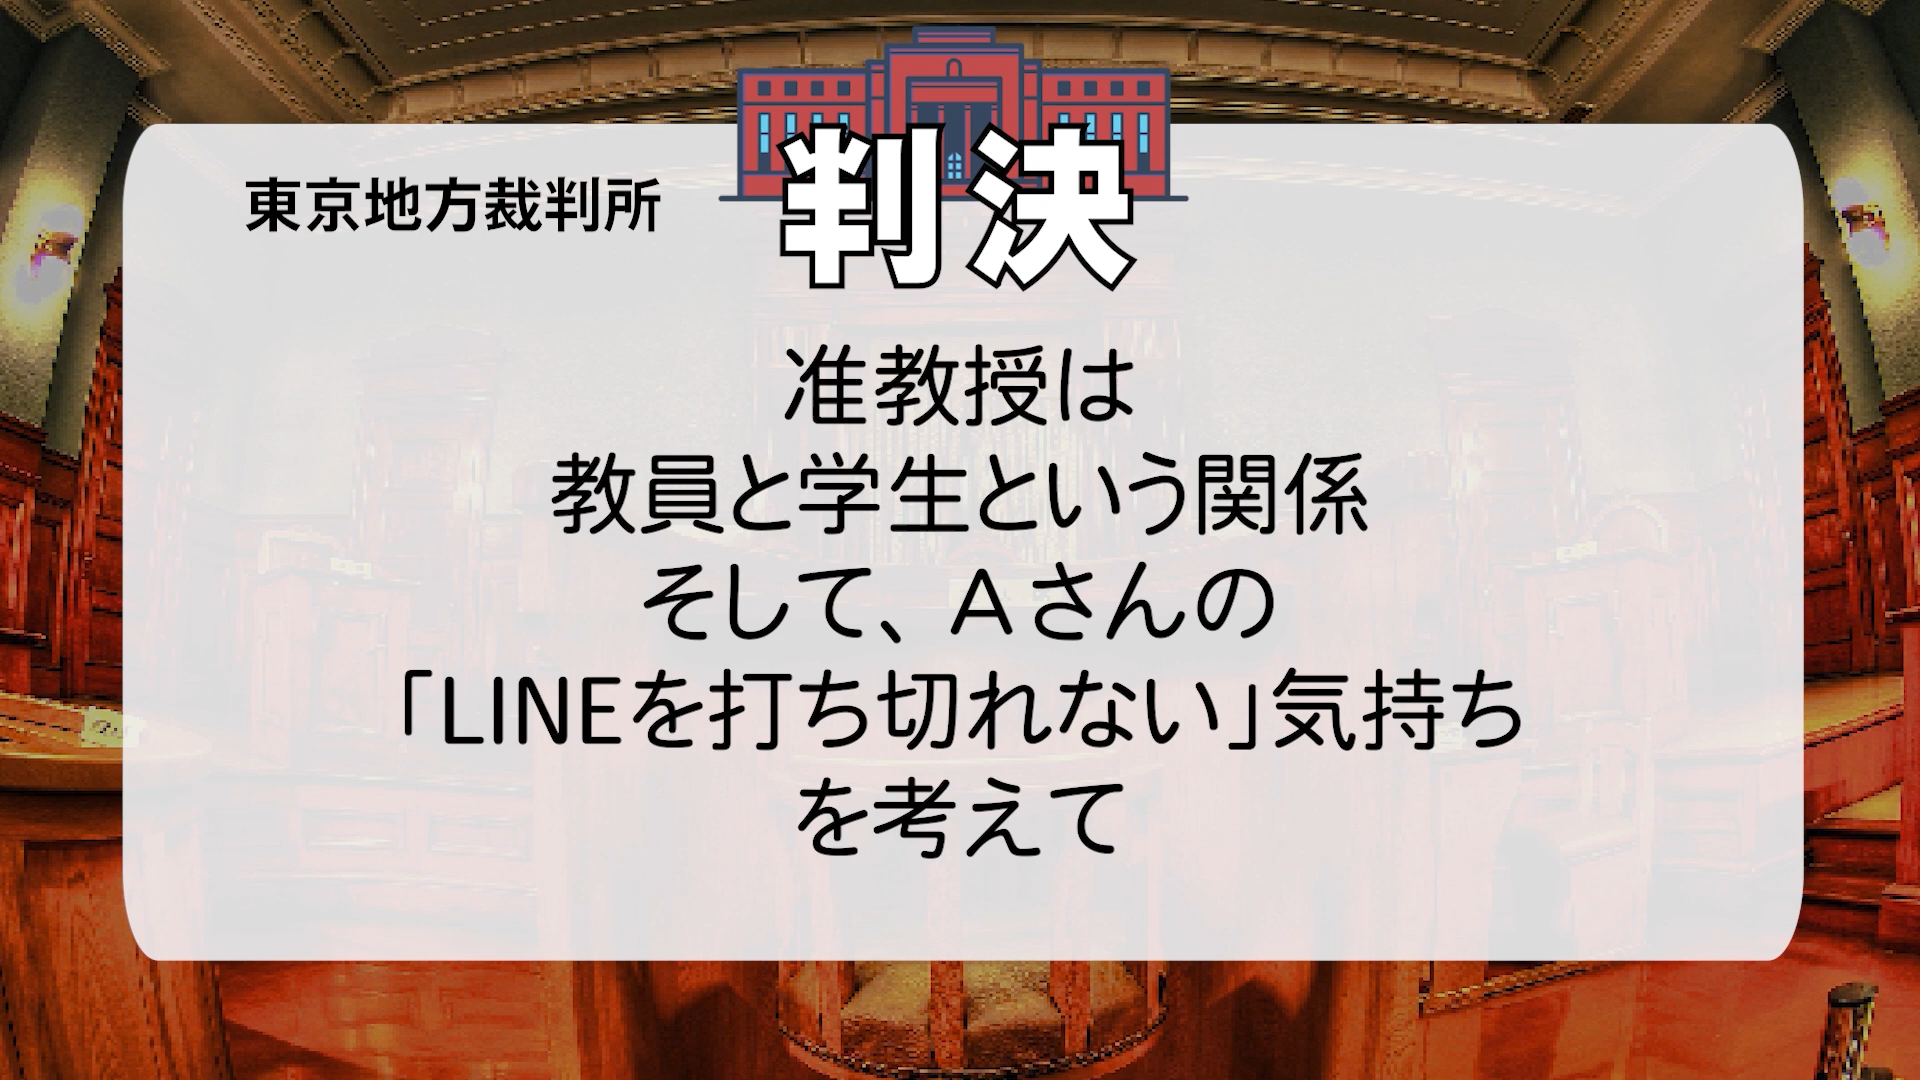 東京地方裁判所
判決
准教授は
教員と学生という関係
そして、Ａさんの
｢LINEを打ち切れない｣気持ち
を考えて